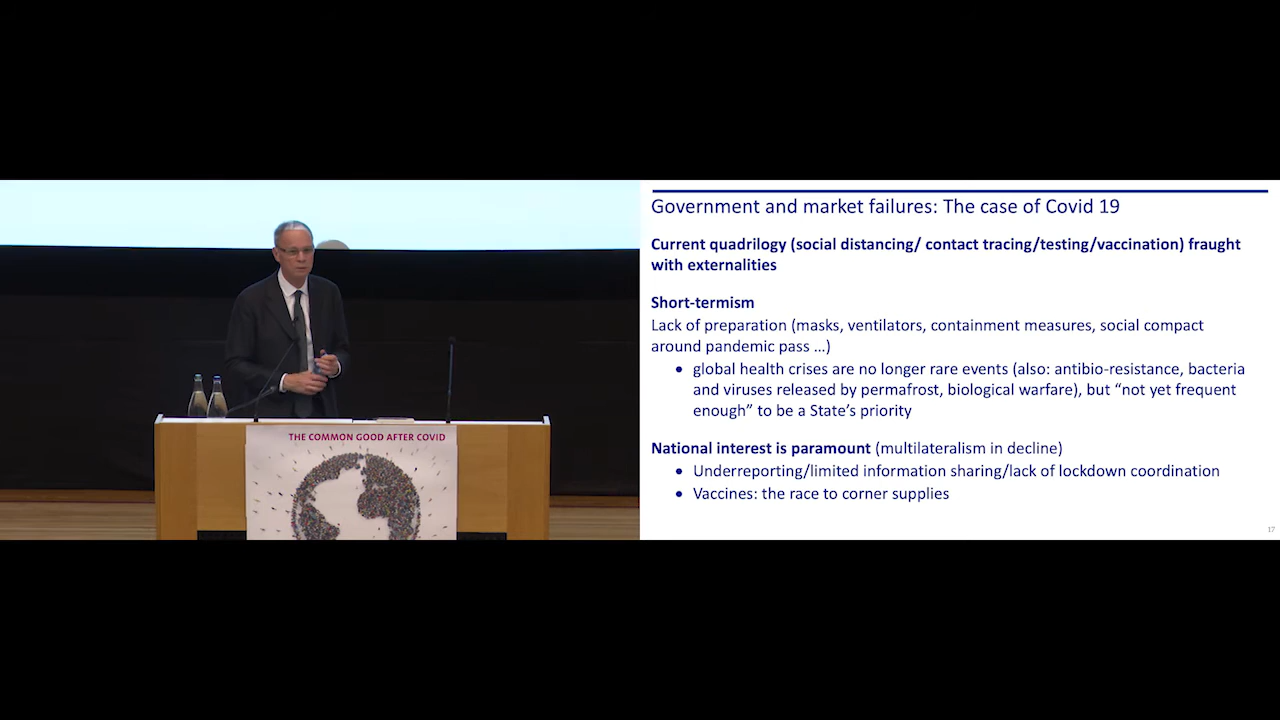 THE COMMON GOOD AFTER COVID
Government and market failures: The case of Covid 19
Current quadrilogy (social distancing/ contact tracing/testing/vaccination) fraught
with externalities
Short-termism
Lack of preparation (masks, ventilators, containment measures, social compact
around pandemic pass …)
• global health crises are no longer rare events (also: antibio-resistance, bacteria
and viruses released by permafrost, biological warfare), but “not yet frequent
enough” to be a State’s priority
National interest is paramount (multilateralism in decline)
• Underreporting/limited information sharing/lack of lockdown coordination
• Vaccines: the race to corner supplies
17